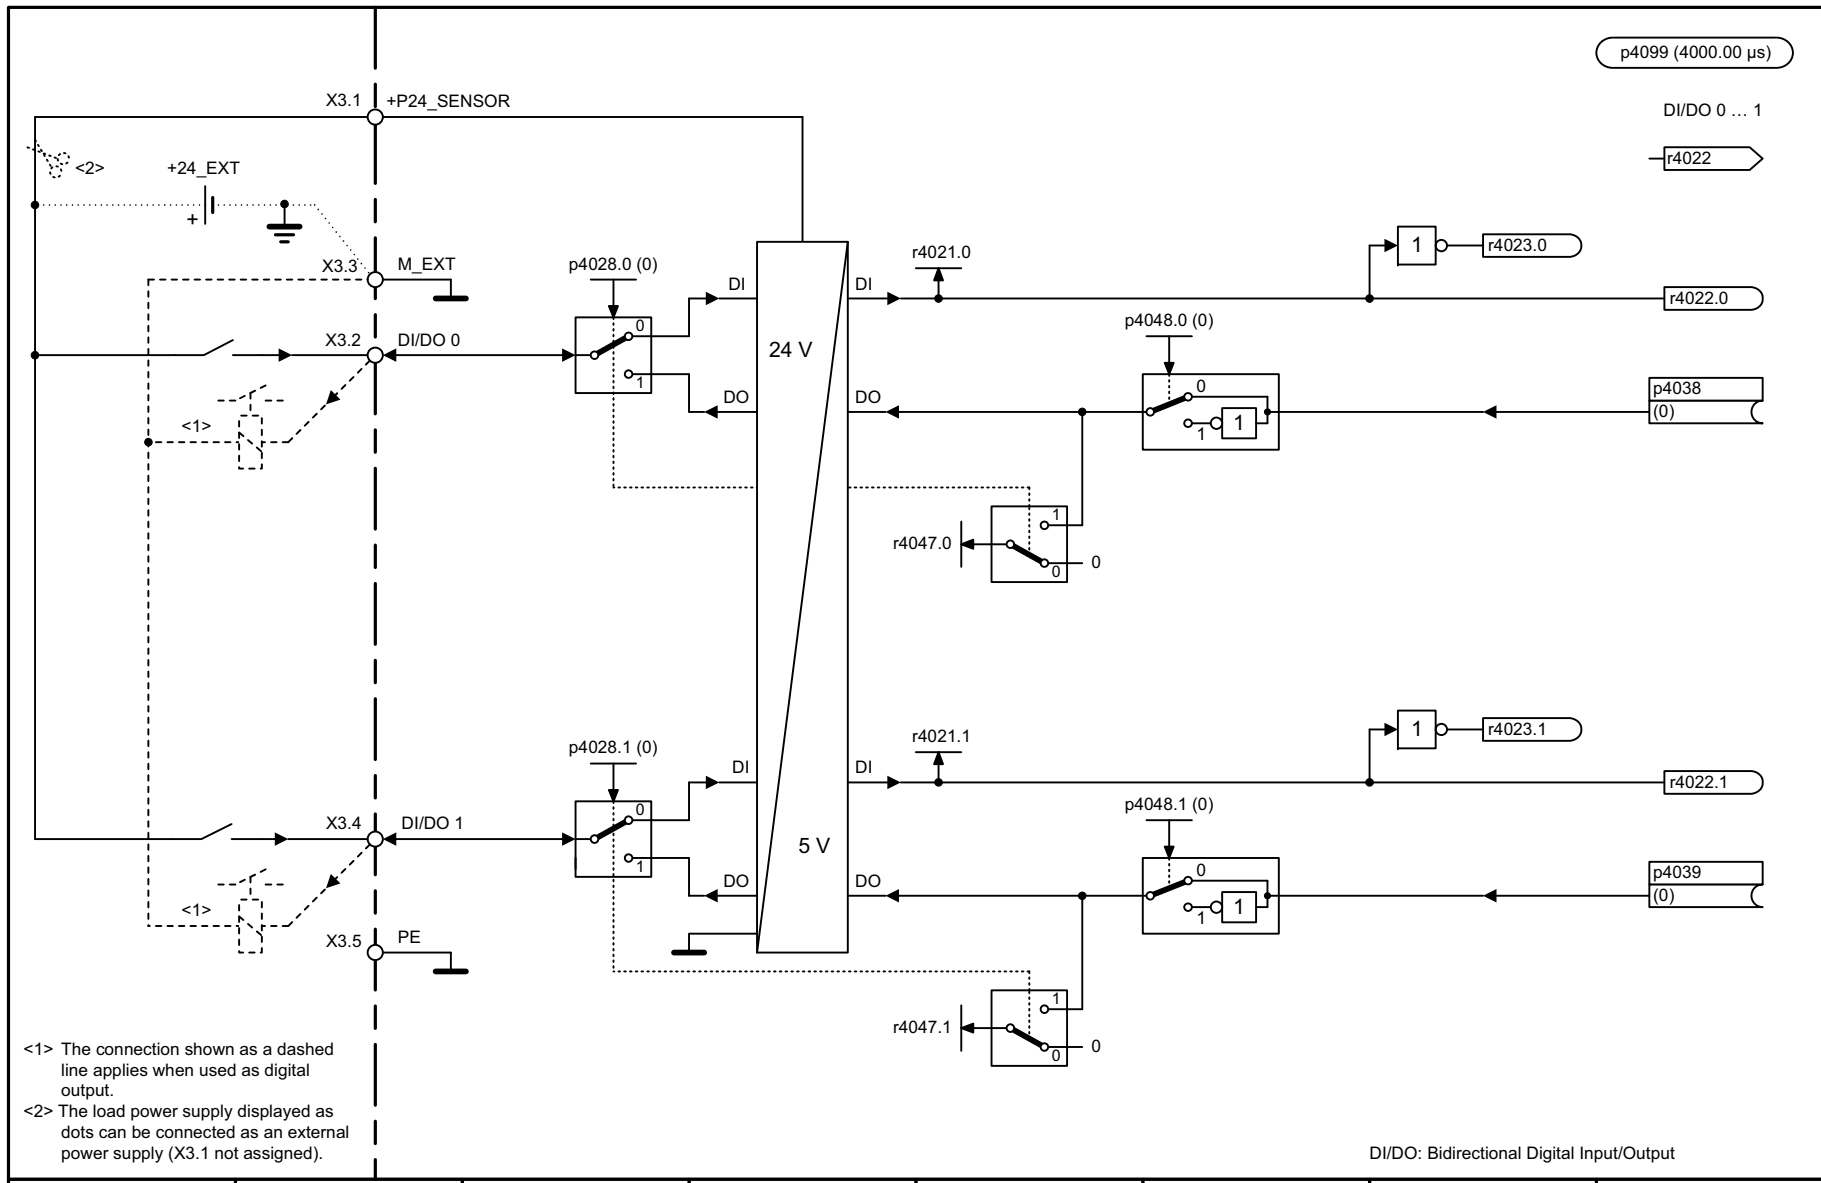 p4099 (4000.00 µs)
X3.1 +P24_SENSOR
DI/DO 0 … 1
<2> +24_EXT
r4022
+
X3.3 M_EXT
p4028.0 (0)
r4021.0
1 r4023.0
DI DI
r4022.0
p4048.0 (0)
X3.2 DI/DO 0
0
1
24 V
0
1 1
DO DO
p4038
(0)
<1>
r4047.0
1
0 0
p4028.1 (0)
r4021.1
1 r4023.1
DI DI
r4022.1
p4048.1 (0)
X3.4 DI/DO 1
0
1
5 V
0
1 1
DO DO
p4039
(0)
<1>
X3.5 PE
r4047.1
1
0 0
<1> The connection shown as a dashed
line applies when used as digital
output.
<2> The load power supply displayed as
dots can be connected as an external
power supply (X3.1 not assigned).
DI/DO: Bidirectional Digital Input/Output